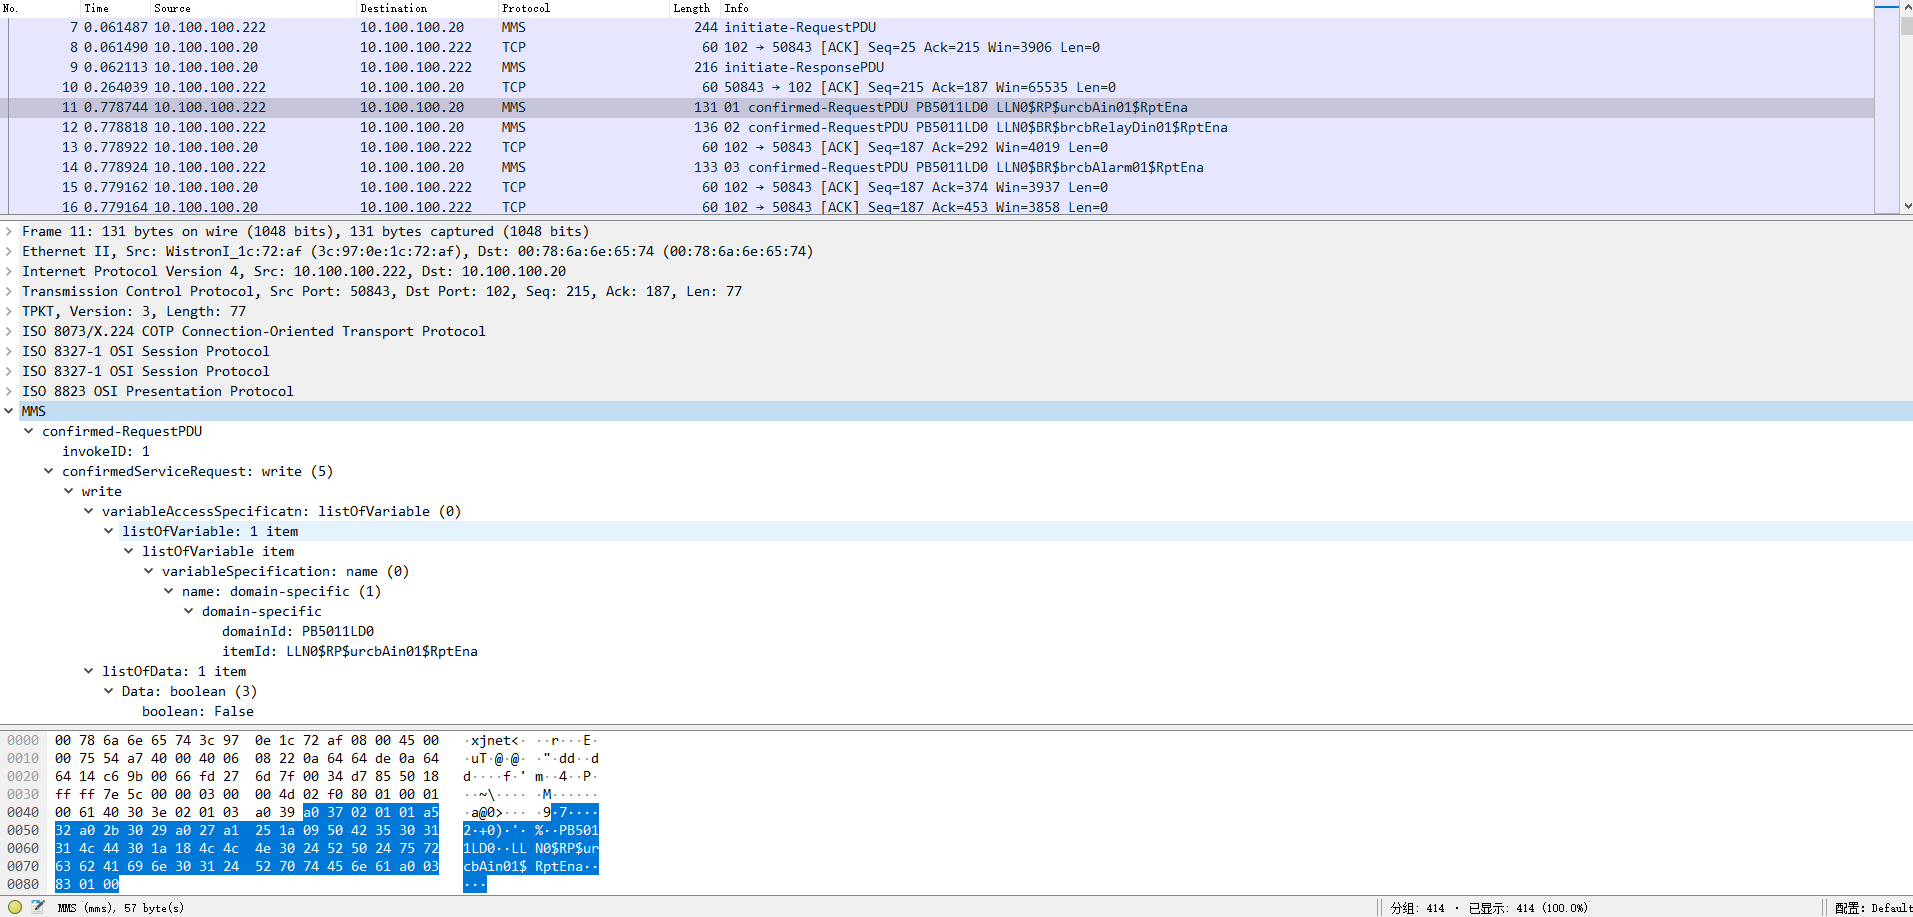 No. Time Source Destination Protocol Length Info
7 0.061487 10.100.100.222 10.100.100.20 MMS 244 initiate-RequestPDU
8 0.061490 10.100.100.20 10.100.100.222 TCP 60 102 → 50843 [ACK] Seq=25 Ack=215 Win=3906 Len=0
9 0.062113 10.100.100.20 10.100.100.222 MMS 216 initiate-ResponsePDU
10 0.264039 10.100.100.222 10.100.100.20 TCP 60 50843 → 102 [ACK] Seq=215 Ack=187 Win=65535 Len=0
11 0.778744 10.100.100.222 10.100.100.20 MMS 131 01 confirmed-RequestPDU PB5011LD0 LLN0$RP$urcbAin01$RptEna
12 0.778818 10.100.100.222 10.100.100.20 MMS 136 02 confirmed-RequestPDU PB5011LD0 LLN0$BR$brcbRelayDin01$RptEna
13 0.778922 10.100.100.20 10.100.100.222 TCP 60 102 → 50843 [ACK] Seq=187 Ack=292 Win=4019 Len=0
14 0.778924 10.100.100.222 10.100.100.20 MMS 133 03 confirmed-RequestPDU PB5011LD0 LLN0$BR$brcbAlarm01$RptEna
15 0.779162 10.100.100.20 10.100.100.222 TCP 60 102 → 50843 [ACK] Seq=187 Ack=374 Win=3937 Len=0
16 0.779164 10.100.100.20 10.100.100.222 TCP 60 102 → 50843 [ACK] Seq=187 Ack=453 Win=3858 Len=0
Frame 11: 131 bytes on wire (1048 bits), 131 bytes captured (1048 bits)
Ethernet II, Src: WistronI_1c:72:af (3c:97:0e:1c:72:af), Dst: 00:78:6a:6e:65:74 (00:78:6a:6e:65:74)
Internet Protocol Version 4, Src: 10.100.100.222, Dst: 10.100.100.20
Transmission Control Protocol, Src Port: 50843, Dst Port: 102, Seq: 215, Ack: 187, Len: 77
TPKT, Version: 3, Length: 77
ISO 8073/X.224 COTP Connection-Oriented Transport Protocol
ISO 8327-1 OSI Session Protocol
ISO 8327-1 OSI Session Protocol
ISO 8823 OSI Presentation Protocol
MMS
confirmed-RequestPDU
invokeID: 1
confirmedServiceRequest: write (5)
write
variableAccessSpecificatn: listOfVariable (0)
listOfVariable: 1 item
listOfVariable item
variableSpecification: name (0)
name: domain-specific (1)
domain-specific
domainId: PB5011LD0
itemId: LLN0$RP$urcbAin01$RptEna
listOfData: 1 item
Data: boolean (3)
boolean: False
0000 00 78 6a 6e 65 74 3c 97 0e 1c 72 af 08 00 45 00 ·xjnet<· ··r···E·
0010 00 75 54 a7 40 00 40 06 08 22 0a 64 64 de 0a 64 ·uT·@·@· ·"·dd··d
0020 64 14 c6 9b 00 66 fd 27 6d 7f 00 34 d7 85 50 18 d····f·' m··4··P·
0030 ff ff 7e 5c 00 00 03 00 00 4d 02 f0 80 01 00 01 ··~\···· ·M······
0040 00 61 40 30 3e 02 01 03 a0 39 a0 37 02 01 01 a5 ·a@0>··· ·9·7····
0050 32 a0 2b 30 29 a0 27 a1 25 1a 09 50 42 35 30 31 2·+0)·'· %··PB501
0060 31 4c 44 30 1a 18 4c 4c 4e 30 24 52 50 24 75 72 1LD0··LL N0$RP$ur
0070 63 62 41 69 6e 30 31 24 52 70 74 45 6e 61 a0 03 cbAin01$ RptEna··
0080 83 01 00 ···
MMS (mms), 57 byte(s) 分组: 414 · 已显示: 414 (100.0%) 配置: Default